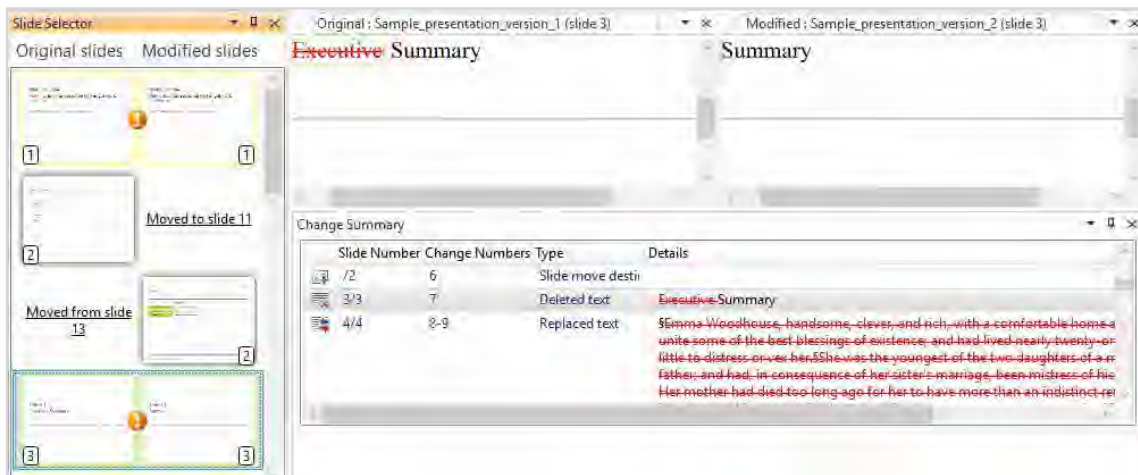 Slide Selector
Original slides Modified slides
1
1
2
Moved to slide 11
Moved from slide
13
2
3
3
Original : Sample_presentation_version_1 (slide 3)
Executive Summary
Modified : Sample_presentation_version_2 (slide 3)
Summary
Change Summary
Slide Number Change Numbers Type Details
/2 6 Slide move destin
3/3 7 Deleted text Executive Summary
4/4 8-9 Replaced text §Emma Woodhouse, handsome, clever, and rich, with a comfortable home a
unite some of the best blessings of existence; and had lived nearly twenty-or
little to distress or vex her.§She was the youngest of the two daughters of a m
father; and had, in consequence of her sister's marriage, been mistress of his
Her mother had died too long ago for her to have more than an indistinct rer